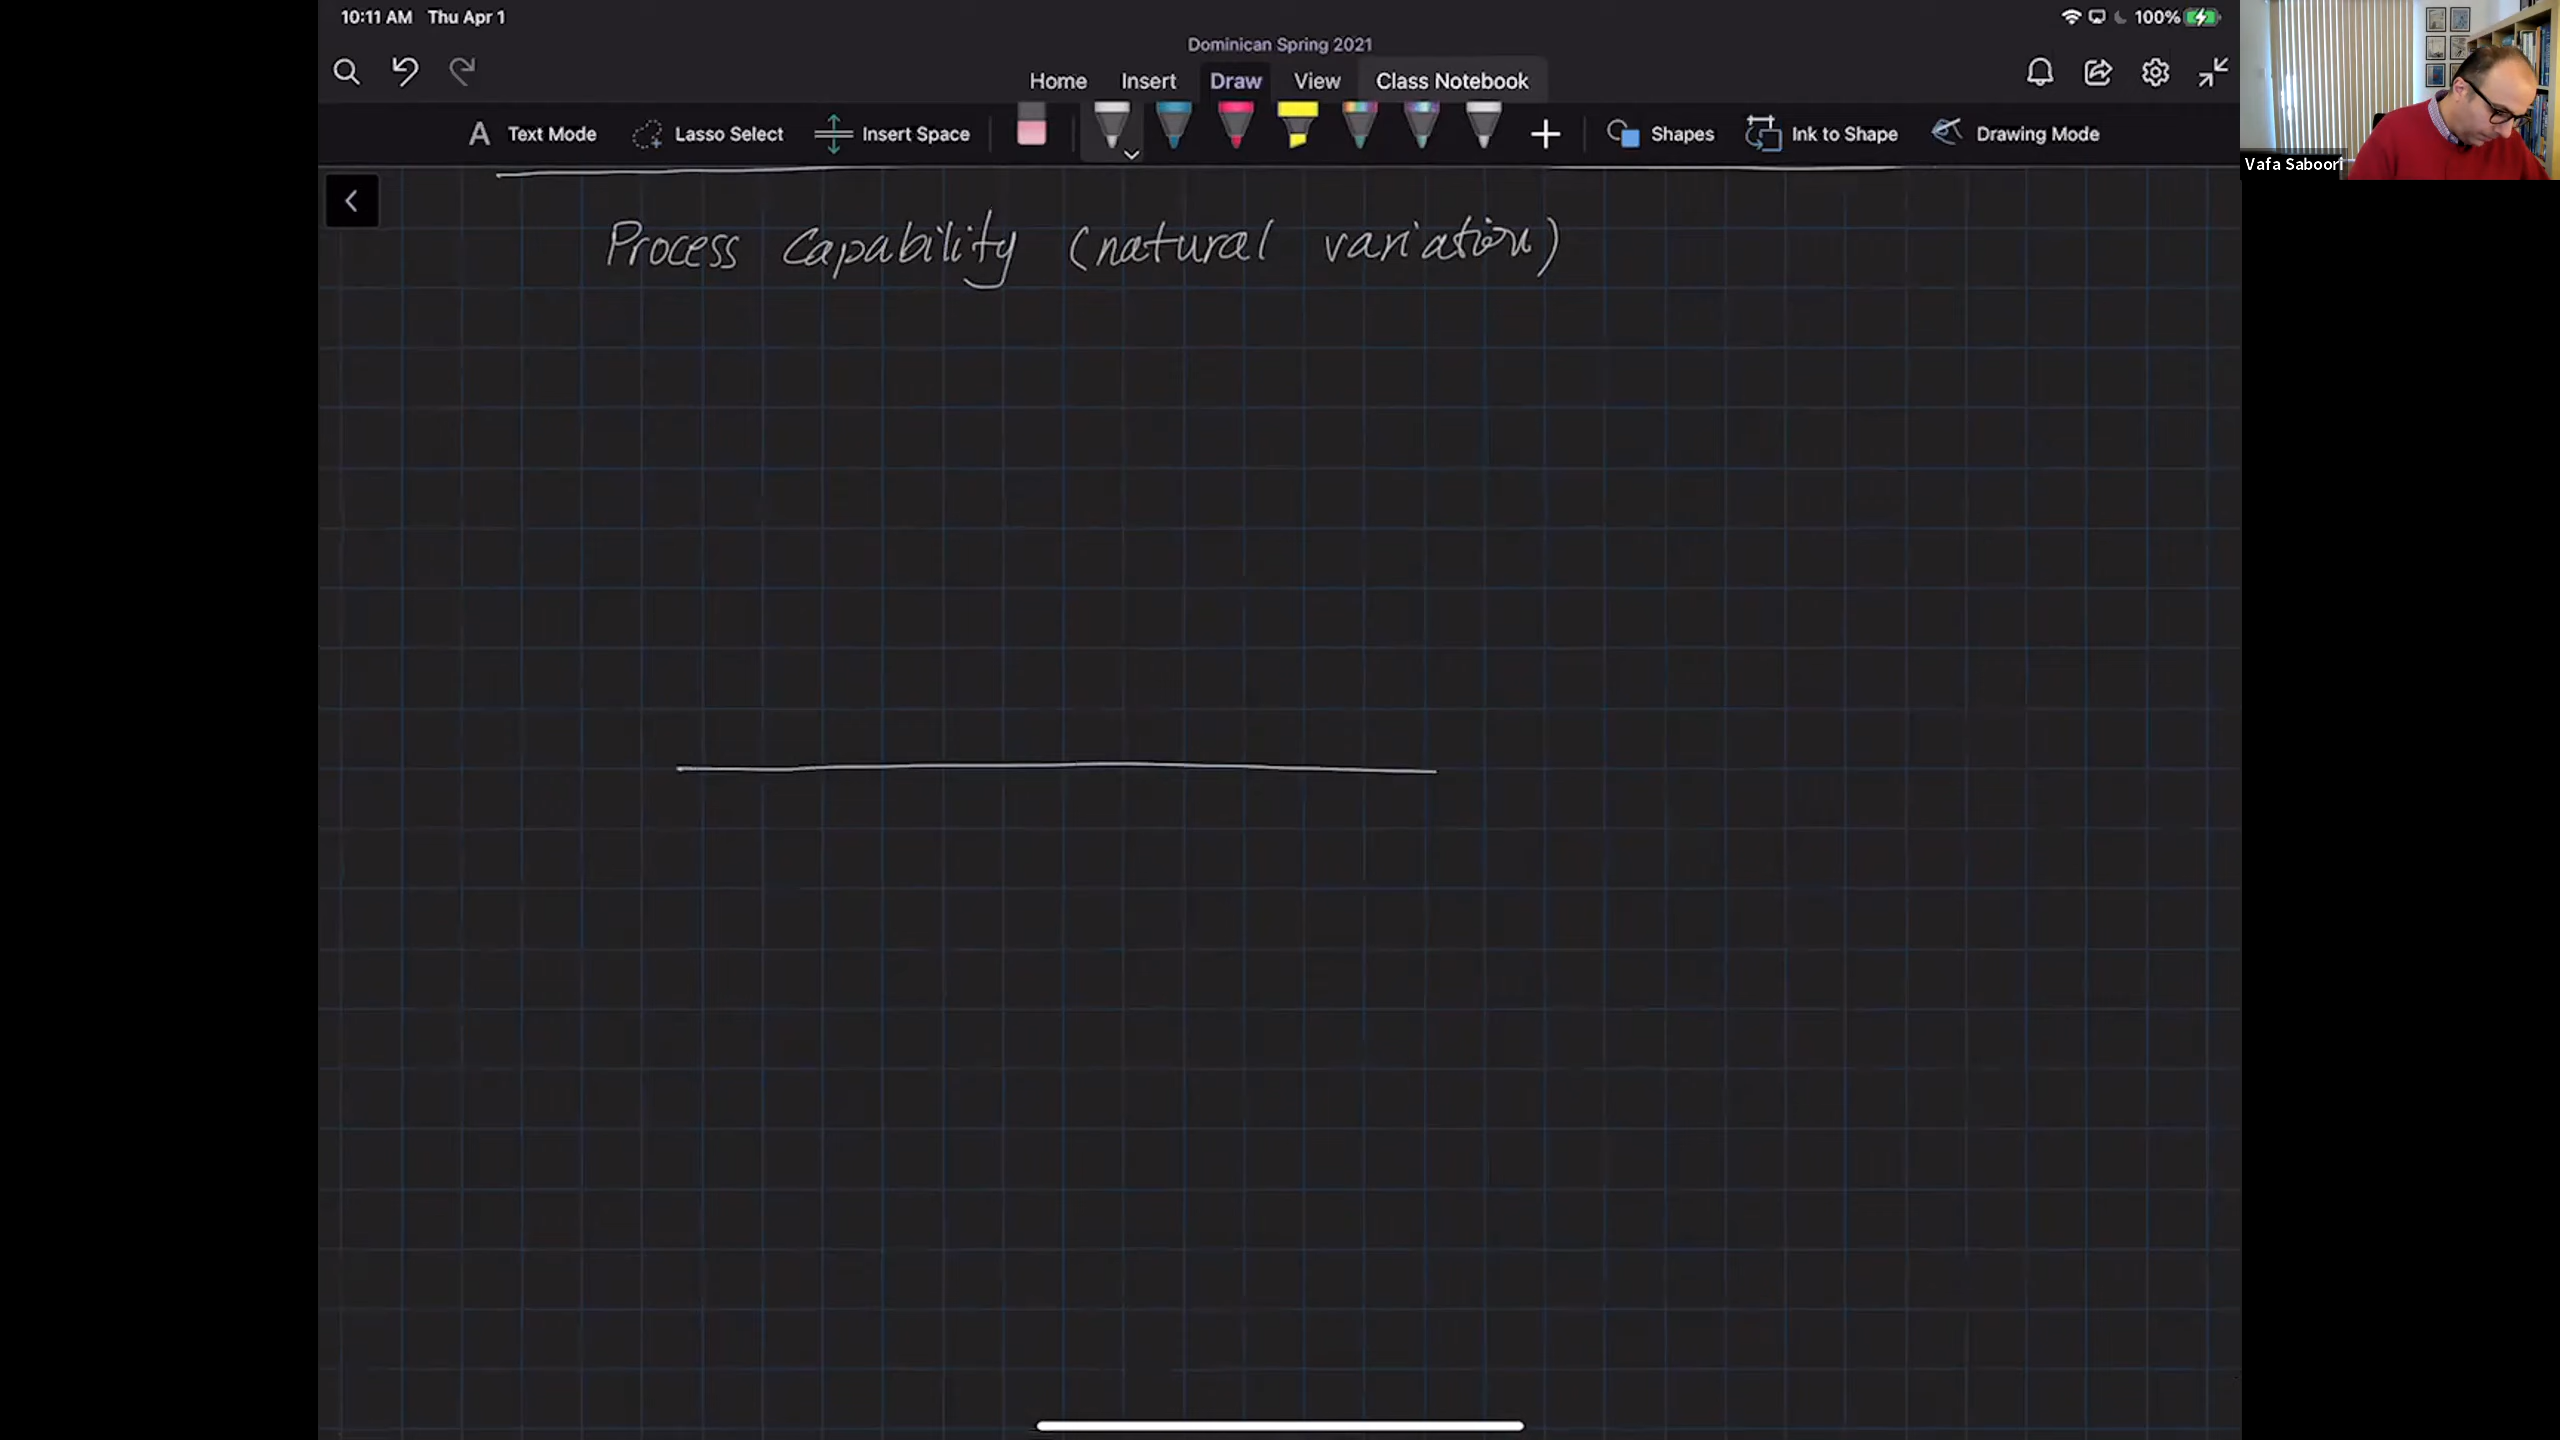 10:11 AM Thu Apr 1
100%
Dominican Spring 2021
Home Insert Draw View Class Notebook
A Text Mode Lasso Select Insert Space Shapes Ink to Shape Drawing Mode
Vafa Saboori
Process Capability (natural variation)